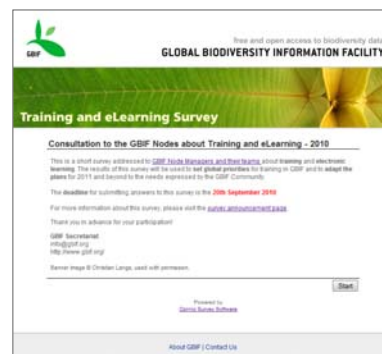 free and open access to biodiversity data
GBIF
GLOBAL BIODIVERSITY INFORMATION FACILITY
Training and eLearning Survey
Consultation to the GBIF Nodes about Training and eLearning - 2010
This is a short survey addressed to GBIF Node Managers and their teams about training and electronic
learning. The results of this survey will be used to set global priorities for training in GBIF and to adapt the
plans for 2011 and beyond to the needs expressed by the GBIF Community.
The deadline for submitting answers to this survey is the 20th September 2010
For more information about this survey, please visit the survey announcement page.
Thank you in advance for your participation!
GBIF Secretariat
info@gbif.org
http://www.gbif.org/
Banner image © Christian Lange, used with permission.
Start
Powered by
Survey Software
About GBIF | Contact Us